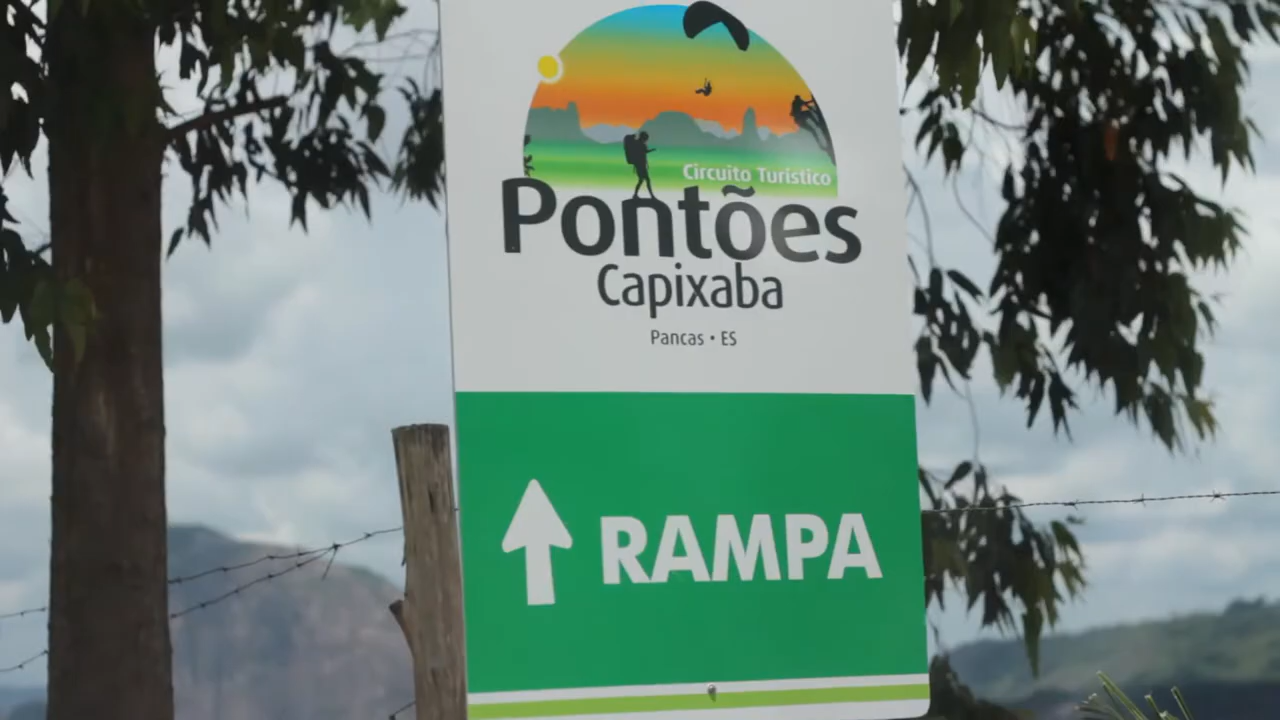 Circuito Turístico
Pontões
Capixaba
Pancas • ES
RAMPA